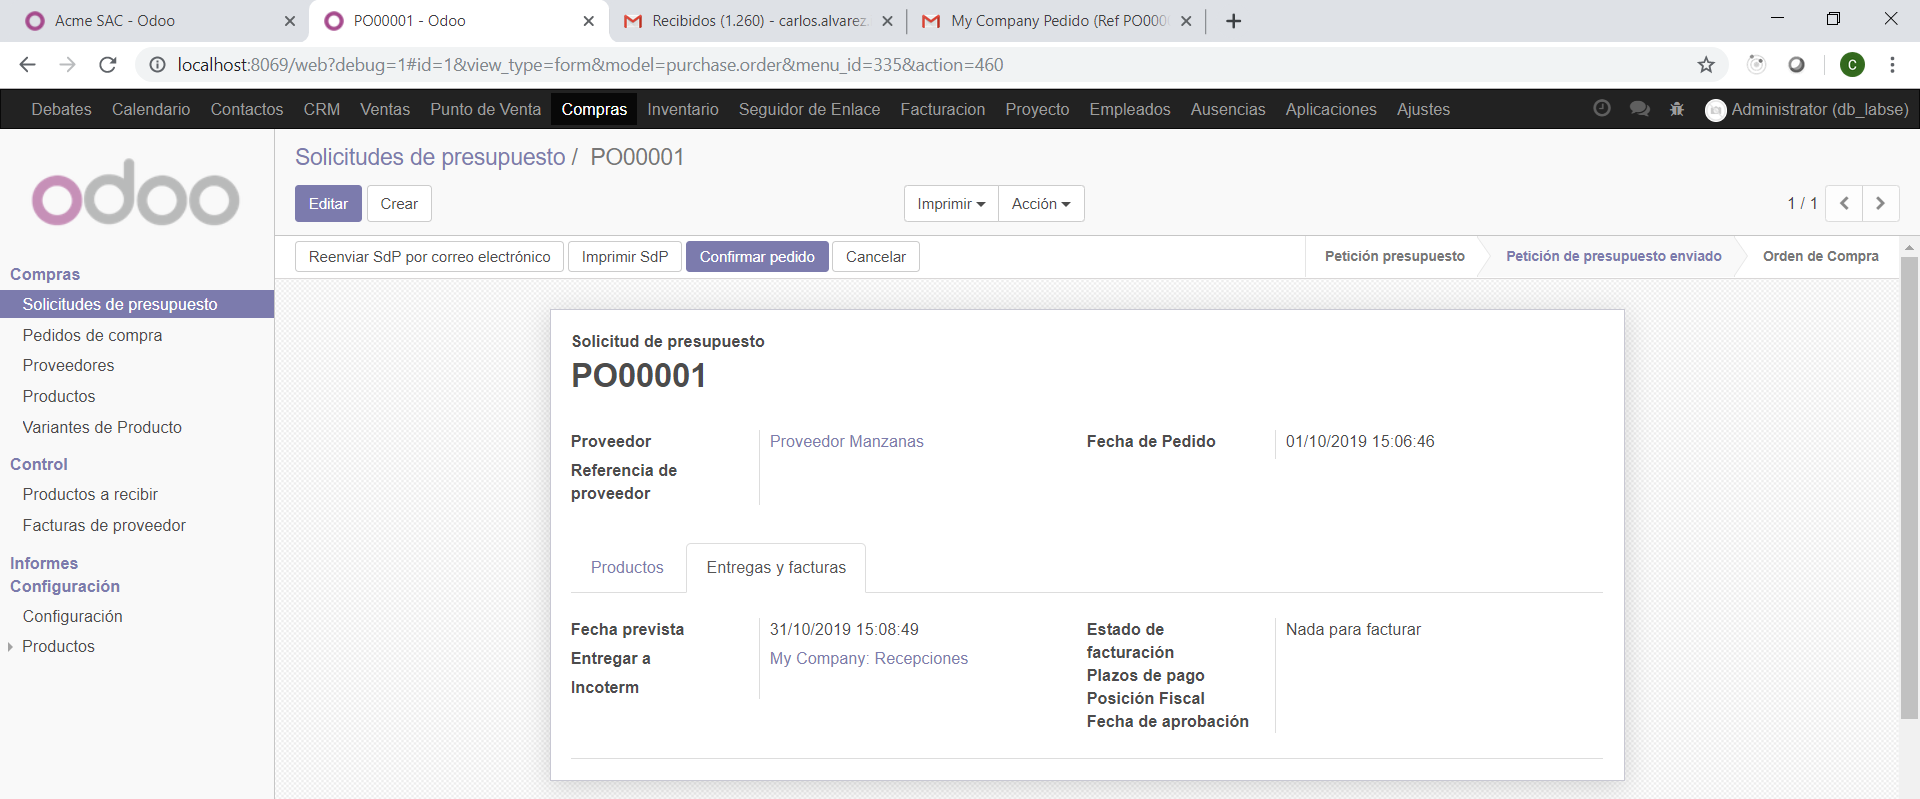 Acme SAC - Odoo
PO00001 - Odoo
Recibidos (1.260) - carlos.alvarez.
My Company Pedido (Ref PO000
localhost:8069/web?debug=1#id=1&view_type=form&model=purchase.order&menu_id=335&action=460
C
Debates Calendario Contactos CRM Ventas Punto de Venta Compras Inventario Seguidor de Enlace Facturacion Proyecto Empleados Ausencias Aplicaciones Ajustes Administrator (db_labse)
odoo
Solicitudes de presupuesto / PO00001
Editar Crear Imprimir Acción 1 / 1
Reenviar SdP por correo electrónico Imprimir SdP Confirmar pedido Cancelar Petición presupuesto Petición de presupuesto enviado Orden de Compra
Compras
Solicitudes de presupuesto
Pedidos de compra
Proveedores
Productos
Variantes de Producto
Control
Productos a recibir
Facturas de proveedor
Informes
Configuración
Configuración
Productos
Solicitud de presupuesto
PO00001
Proveedor Proveedor Manzanas
Referencia de
proveedor
Fecha de Pedido 01/10/2019 15:06:46
Productos Entregas y facturas
Fecha prevista 31/10/2019 15:08:49
Entregar a My Company: Recepciones
Incoterm
Estado de
facturación Nada para facturar
Plazos de pago
Posición Fiscal
Fecha de aprobación